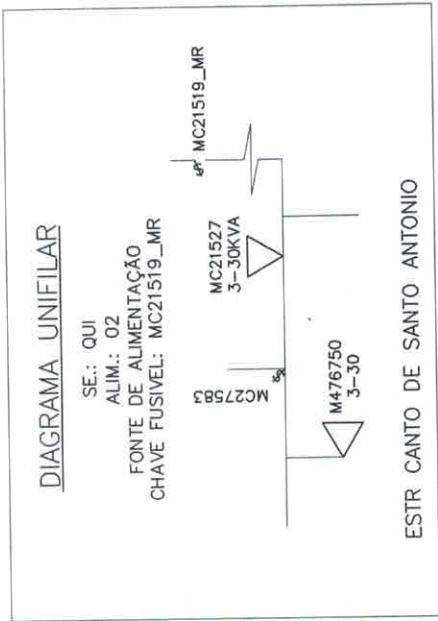 DIAGRAMA UNIFILAR
SE.: QUI
ALIM.: 02
FONTE DE ALIMENTAÇÃO
CHAVE FUSIVEL: MC21519_MR
MC21519_MR
MC21527
3-30KVA
MC27583
M476750
3-30
ESTR CANTO DE SANTO ANTONIO